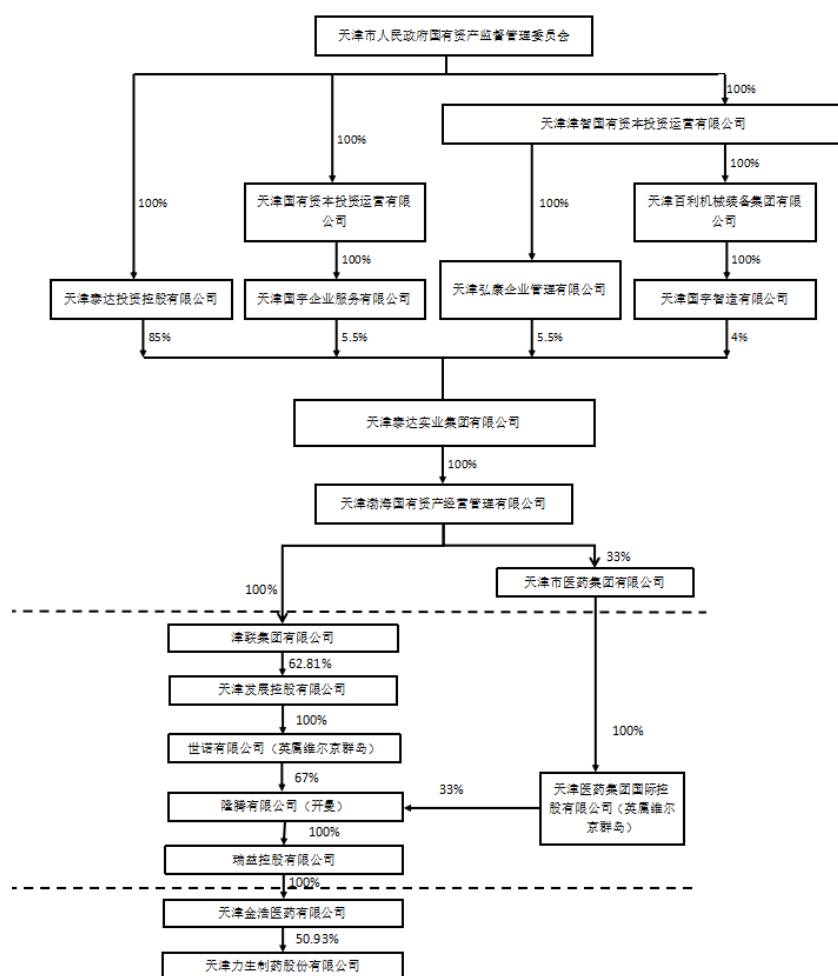 天津市人民政府国有资产监督管理委员会
100%
天津津智国有资本投资运营有限公司
100%
100%
天津国有资本投资运营有限
公司
天津百利机械装备集团有限
公司
100%
100%
100%
100%
天津泰达投资控股有限公司
天津国宇企业服务有限公司
天津弘康企业管理有限公司
天津国宇智造有限公司
85%
5.5%
5.5%
4%
天津泰达实业集团有限公司
100%
天津渤海国有资产经营管理有限公司
33%
天津市医药集团有限公司
100%
津联集团有限公司
62.81%
天津发展控股有限公司
100%
100%
世诺有限公司（英属维尔京群岛）
67%
33%
天津医药集团国际控
股有限公司（英属维尔
京群岛）
隆腾有限公司（开曼）
100%
瑞益控股有限公司
100%
天津金浩医药有限公司
50.93%
天津力生制药股份有限公司